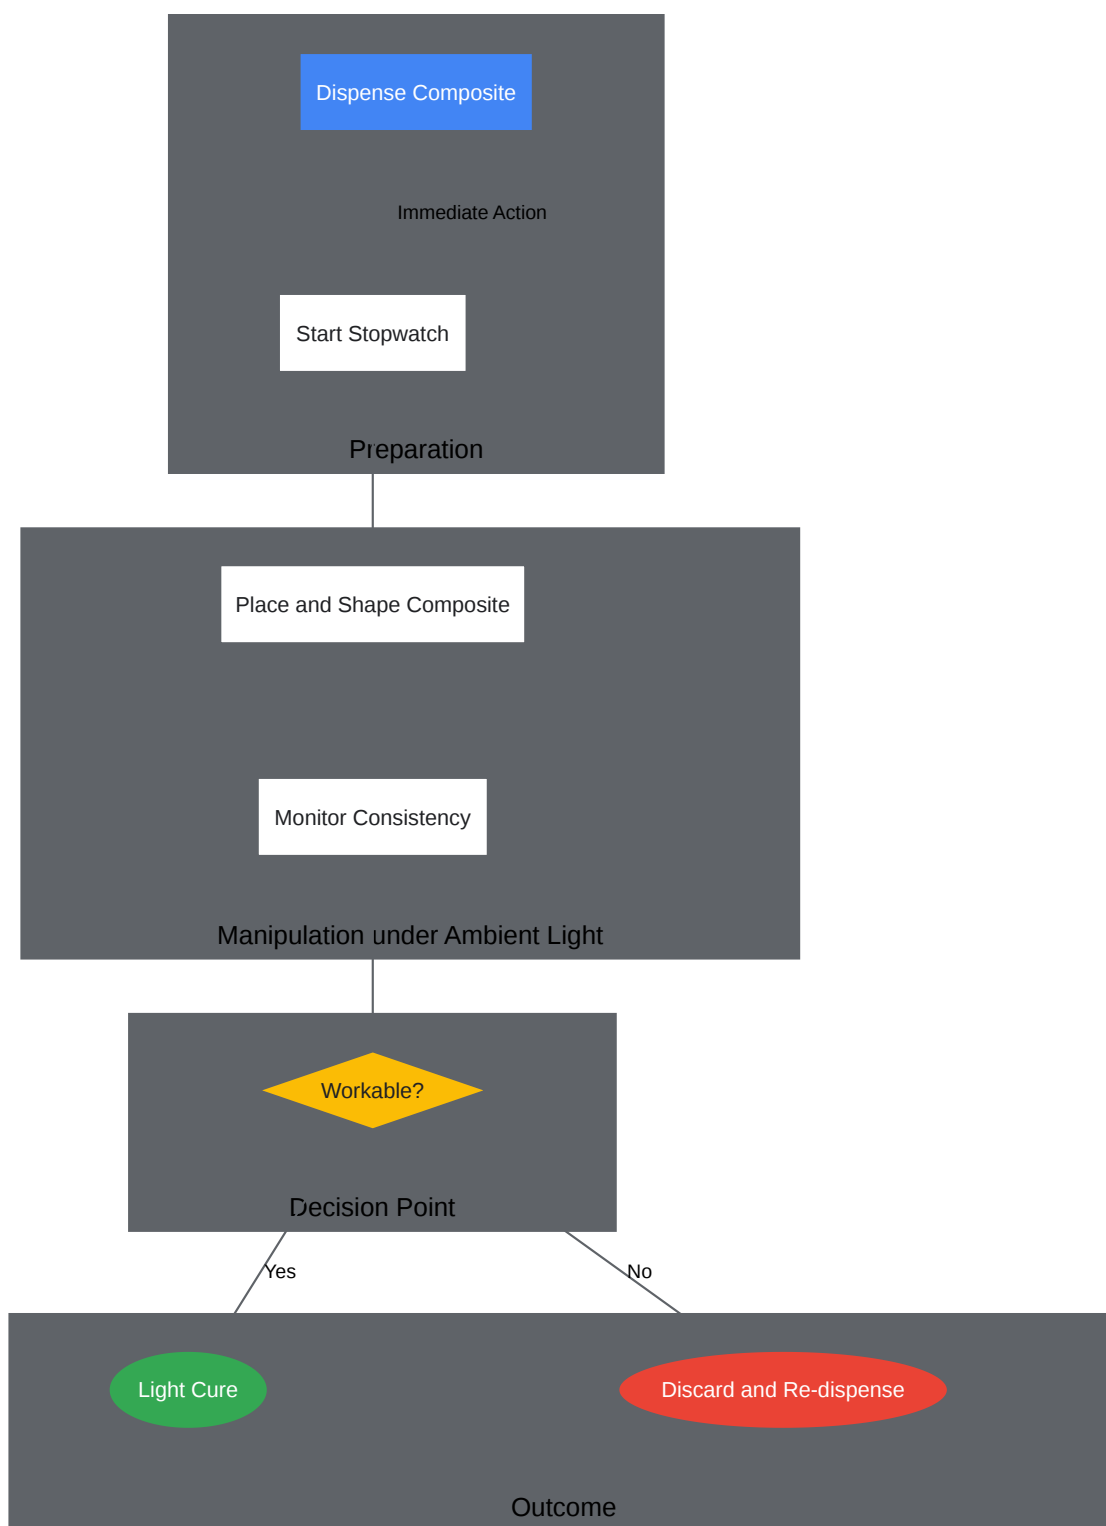 Dispense Composite
Immediate Action
Start Stopwatch
Preparation
Place and Shape Composite
Monitor Consistency
Manipulation under Ambient Light
Workable?
Decision Point
Yes
No
Light Cure
Discard and Re-dispense
Outcome